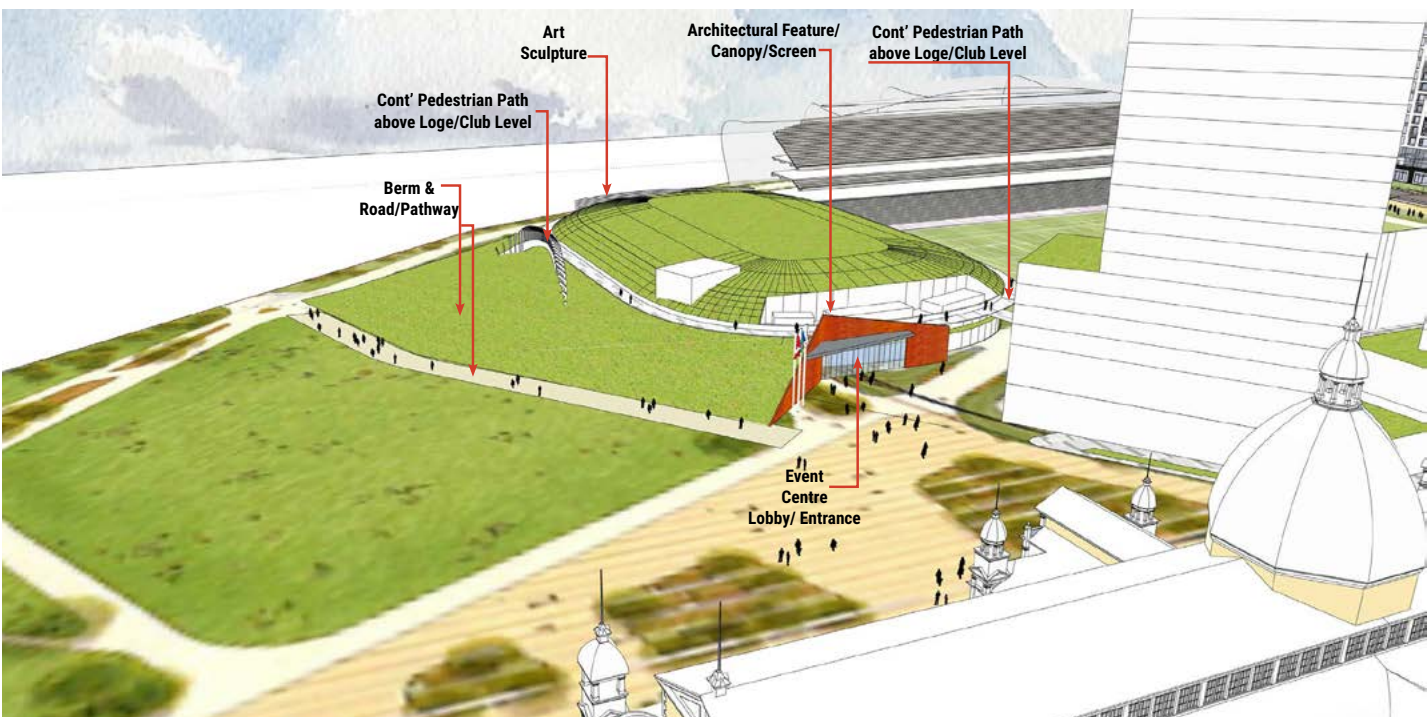 Art
Sculpture
Architectural Feature/
Canopy/Screen
Cont’ Pedestrian Path
above Loge/Club Level
Cont’ Pedestrian Path
above Loge/Club Level
Berm &
Road/Pathway
Event
Centre
Lobby/ Entrance